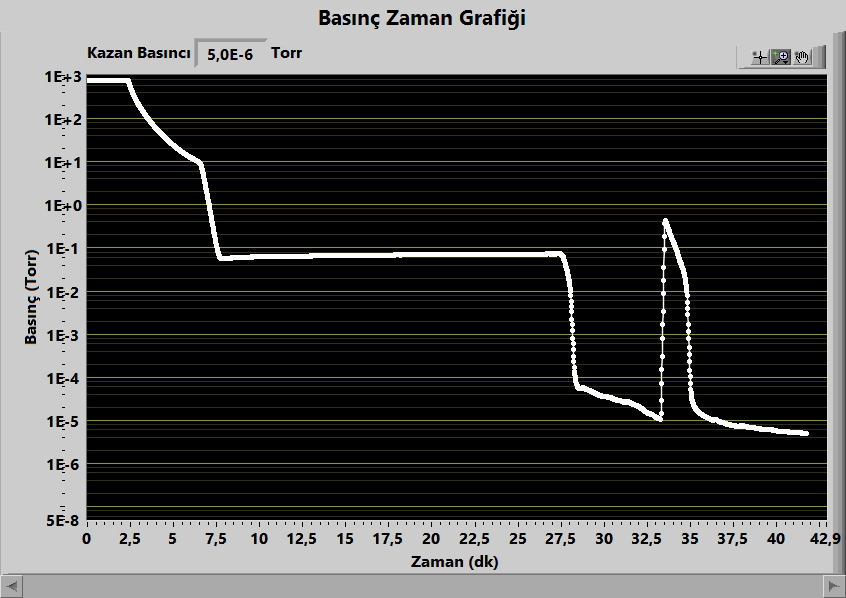 Basınç Zaman Grafiği
Kazan Basıncı 5,0E-6 Torr
1E+3
1E+2
1E+1
1E+0
1E-1
1E-2
1E-3
1E-4
1E-5
1E-6
5E-8
Basınç (Torr)
0 2,5 5 7,5 10 12,5 15 17,5 20 22,5 25 27,5 30 32,5 35 37,5 40 42,9
Zaman (dk)